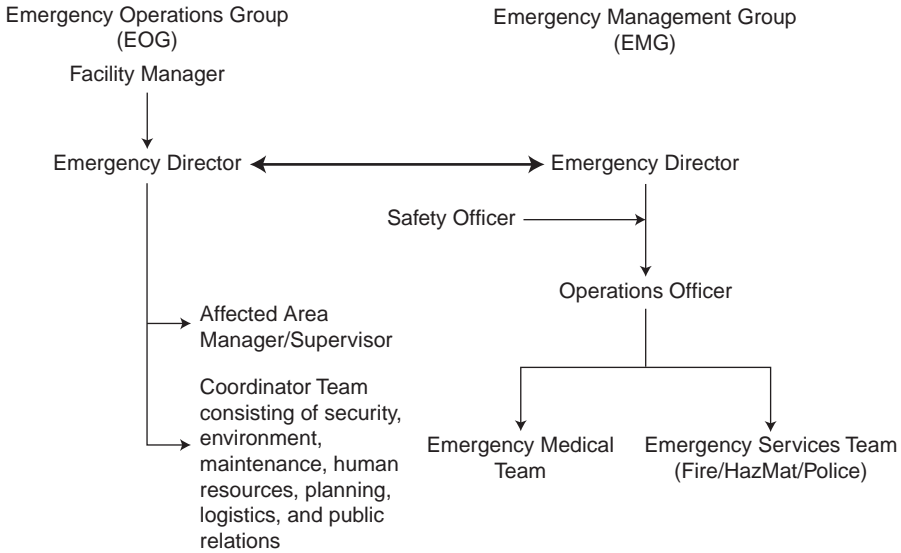 Emergency Operations Group
(EOG)
Facility Manager
Emergency Director
Affected Area
Manager/Supervisor
Coordinator Team
consisting of security,
environment,
maintenance, human
resources, planning,
logistics, and public
relations
Emergency Management Group
(EMG)
Emergency Director
Safety Officer
Operations Officer
Emergency Medical
Team
Emergency Services Team
(Fire/HazMat/Police)